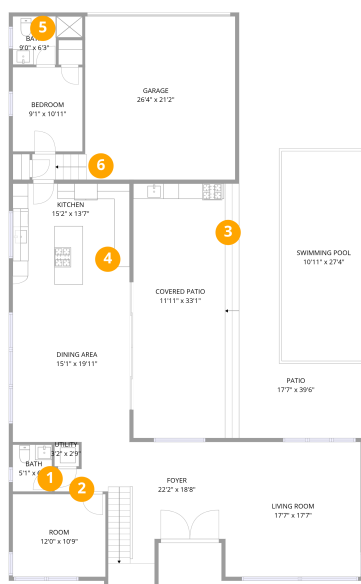 5
BA
9'0" x 6'3"
GARAGE
26'4" x 21'2"
BEDROOM
9'1" x 10'11"
6
KITCHEN
15'2" x 13'7"
3
4
SWIMMING POOL
10'11" x 27'4"
COVERED PATIO
11'11" x 33'1"
DINING AREA
15'1" x 19'11"
PATIO
17'7" x 39'6"
UTILITY
3'2" x 2'9"
BATH
5'1" x
1
2
FOYER
22'2" x 18'8"
LIVING ROOM
17'7" x 17'7"
ROOM
12'0" x 10'9"